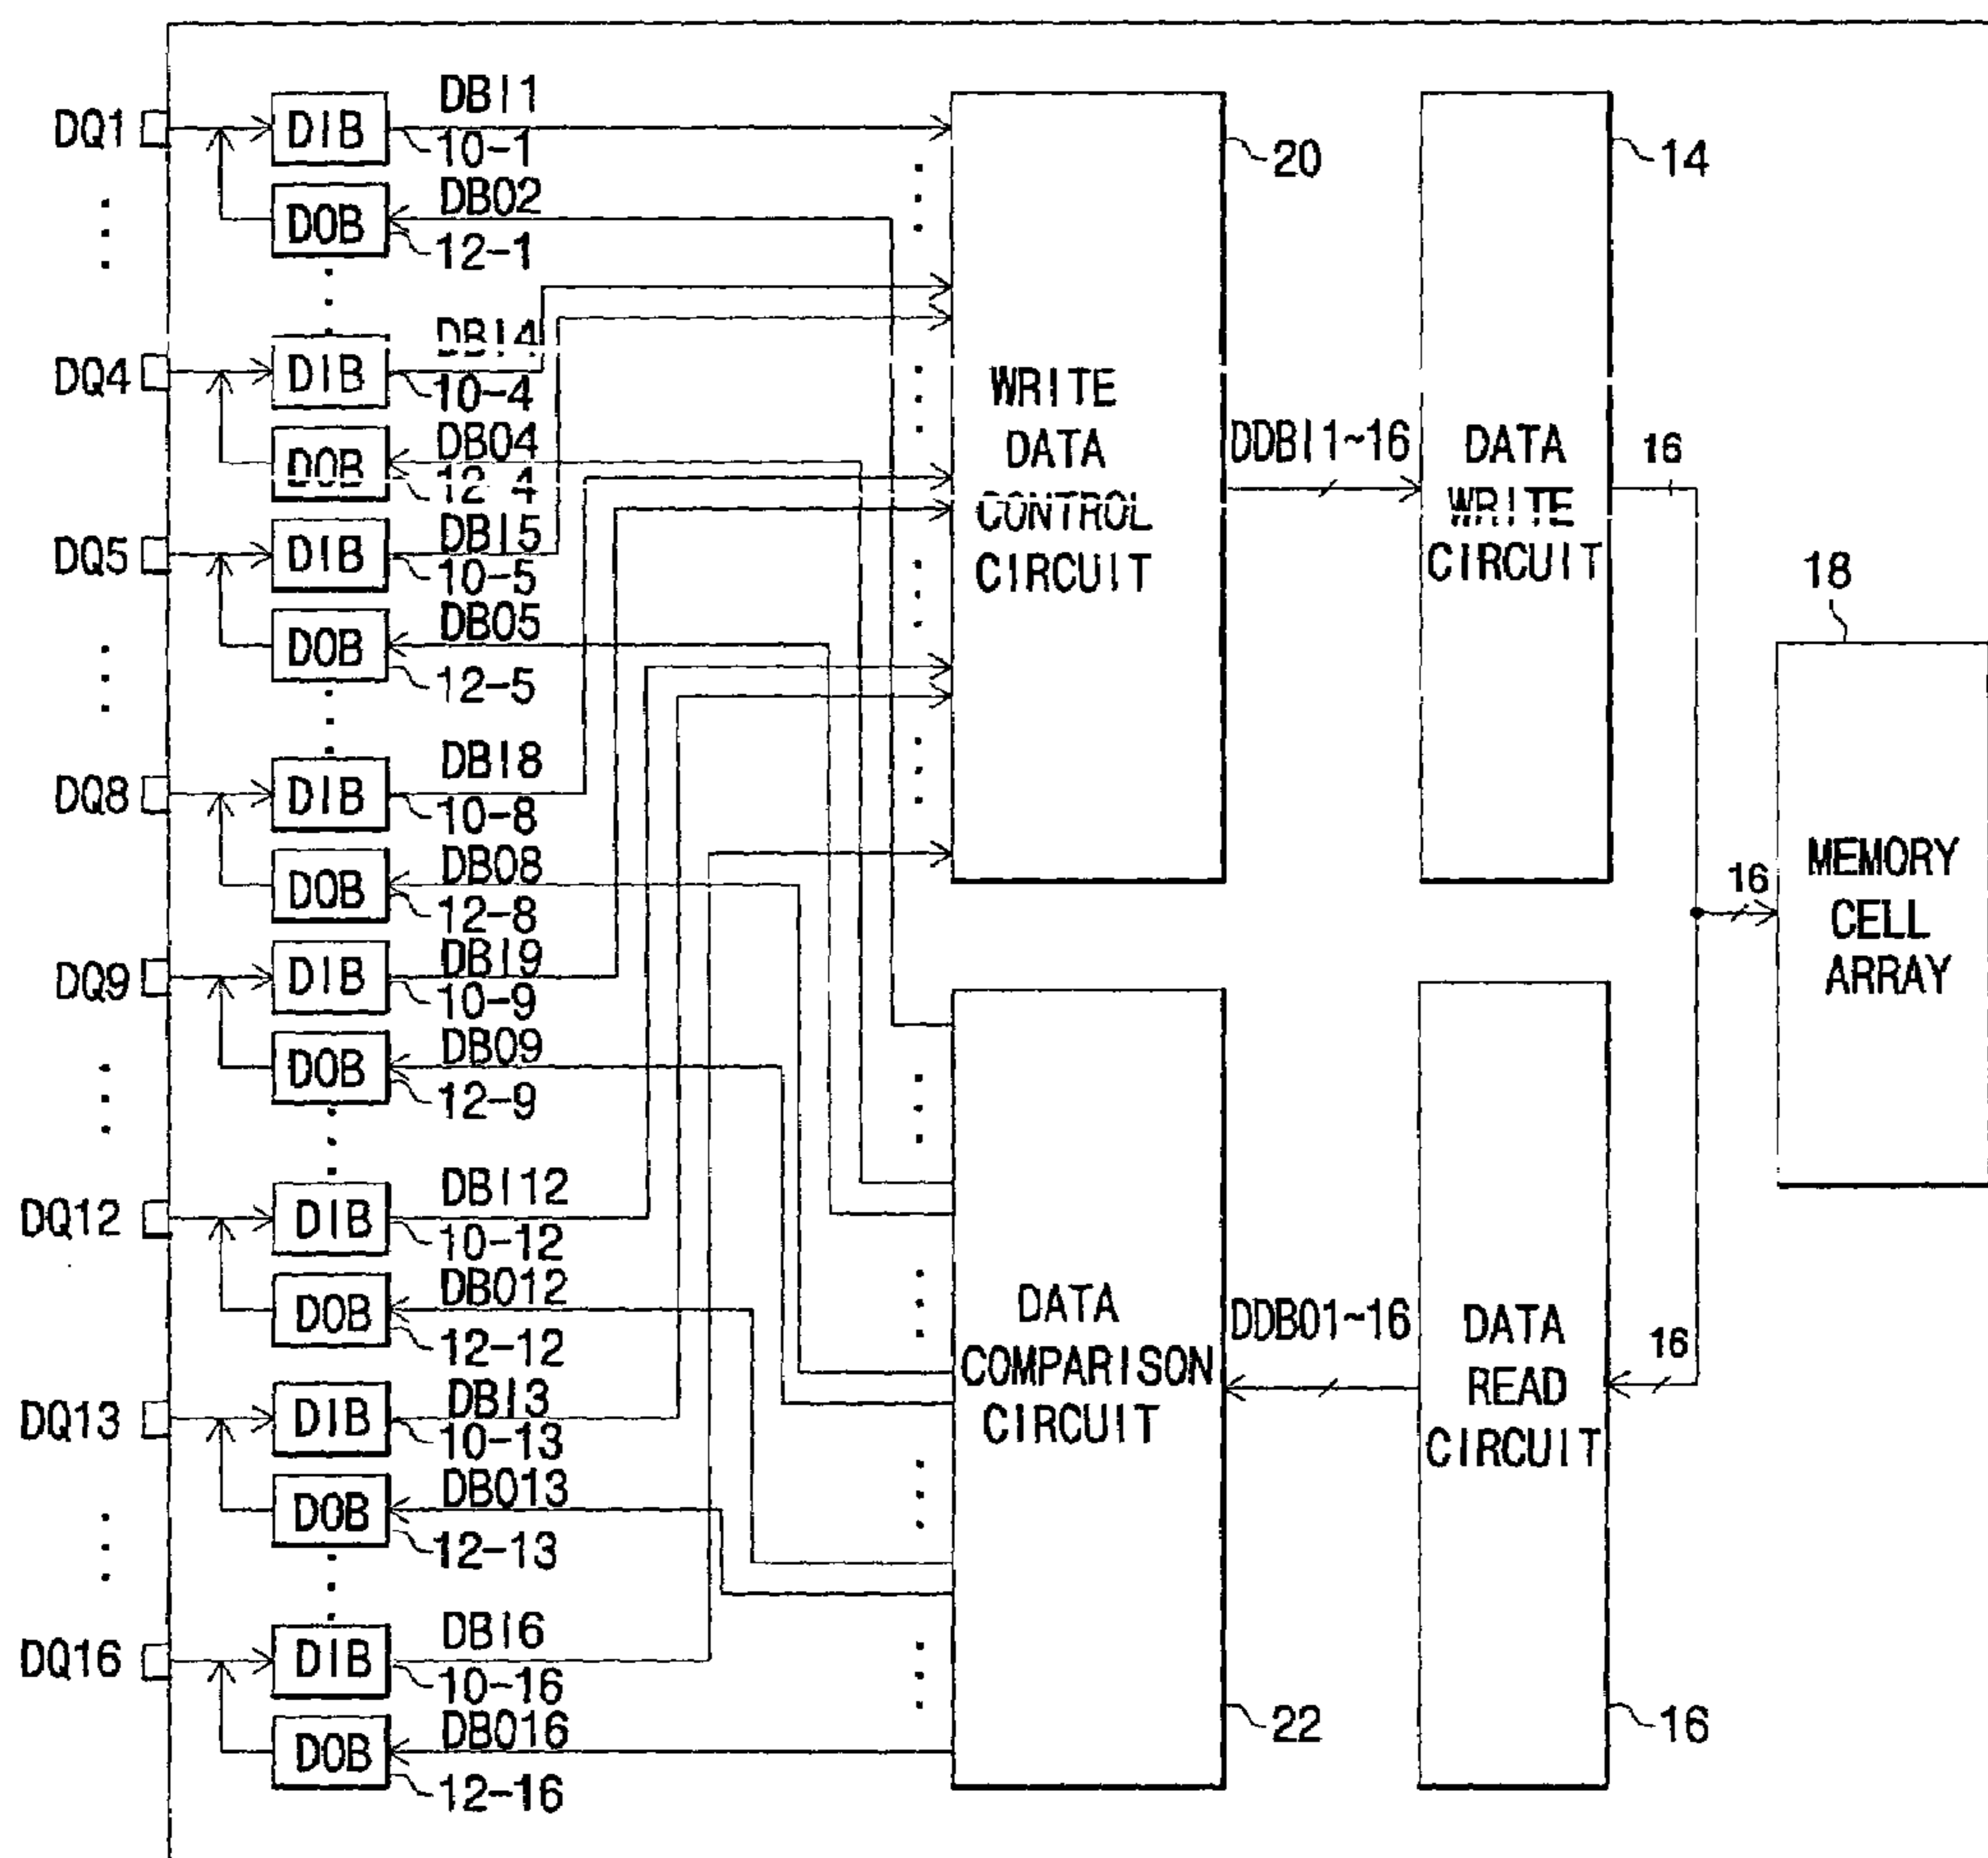 DQ1
DIB
DBI1
10-1
DOB
DBO2
12-1
DQ4
DIB
DBI4
10-4
DOB
DBO4
12-4
DQ5
DIB
DBI5
10-5
DOB
DBO5
12-5
DQ8
DIB
DBI8
10-8
DOB
DBO8
12-8
DQ9
DIB
DBI9
10-9
DOB
DBO9
12-9
DQ12
DIB
DBI12
10-12
DOB
DBO12
12-12
DQ13
DIB
DBI3
10-13
DOB
DBO13
12-13
DQ16
DIB
DBI6
10-16
DOB
DBO16
12-16
WRITE
DATA
CONTROL
CIRCUIT
20
DDBI1~16
DATA
WRITE
CIRCUIT
14
16
18
MEMORY
CELL
ARRAY
16
DATA
COMPARISON
CIRCUIT
22
DDBO1~16
DATA
READ
CIRCUIT
16
16